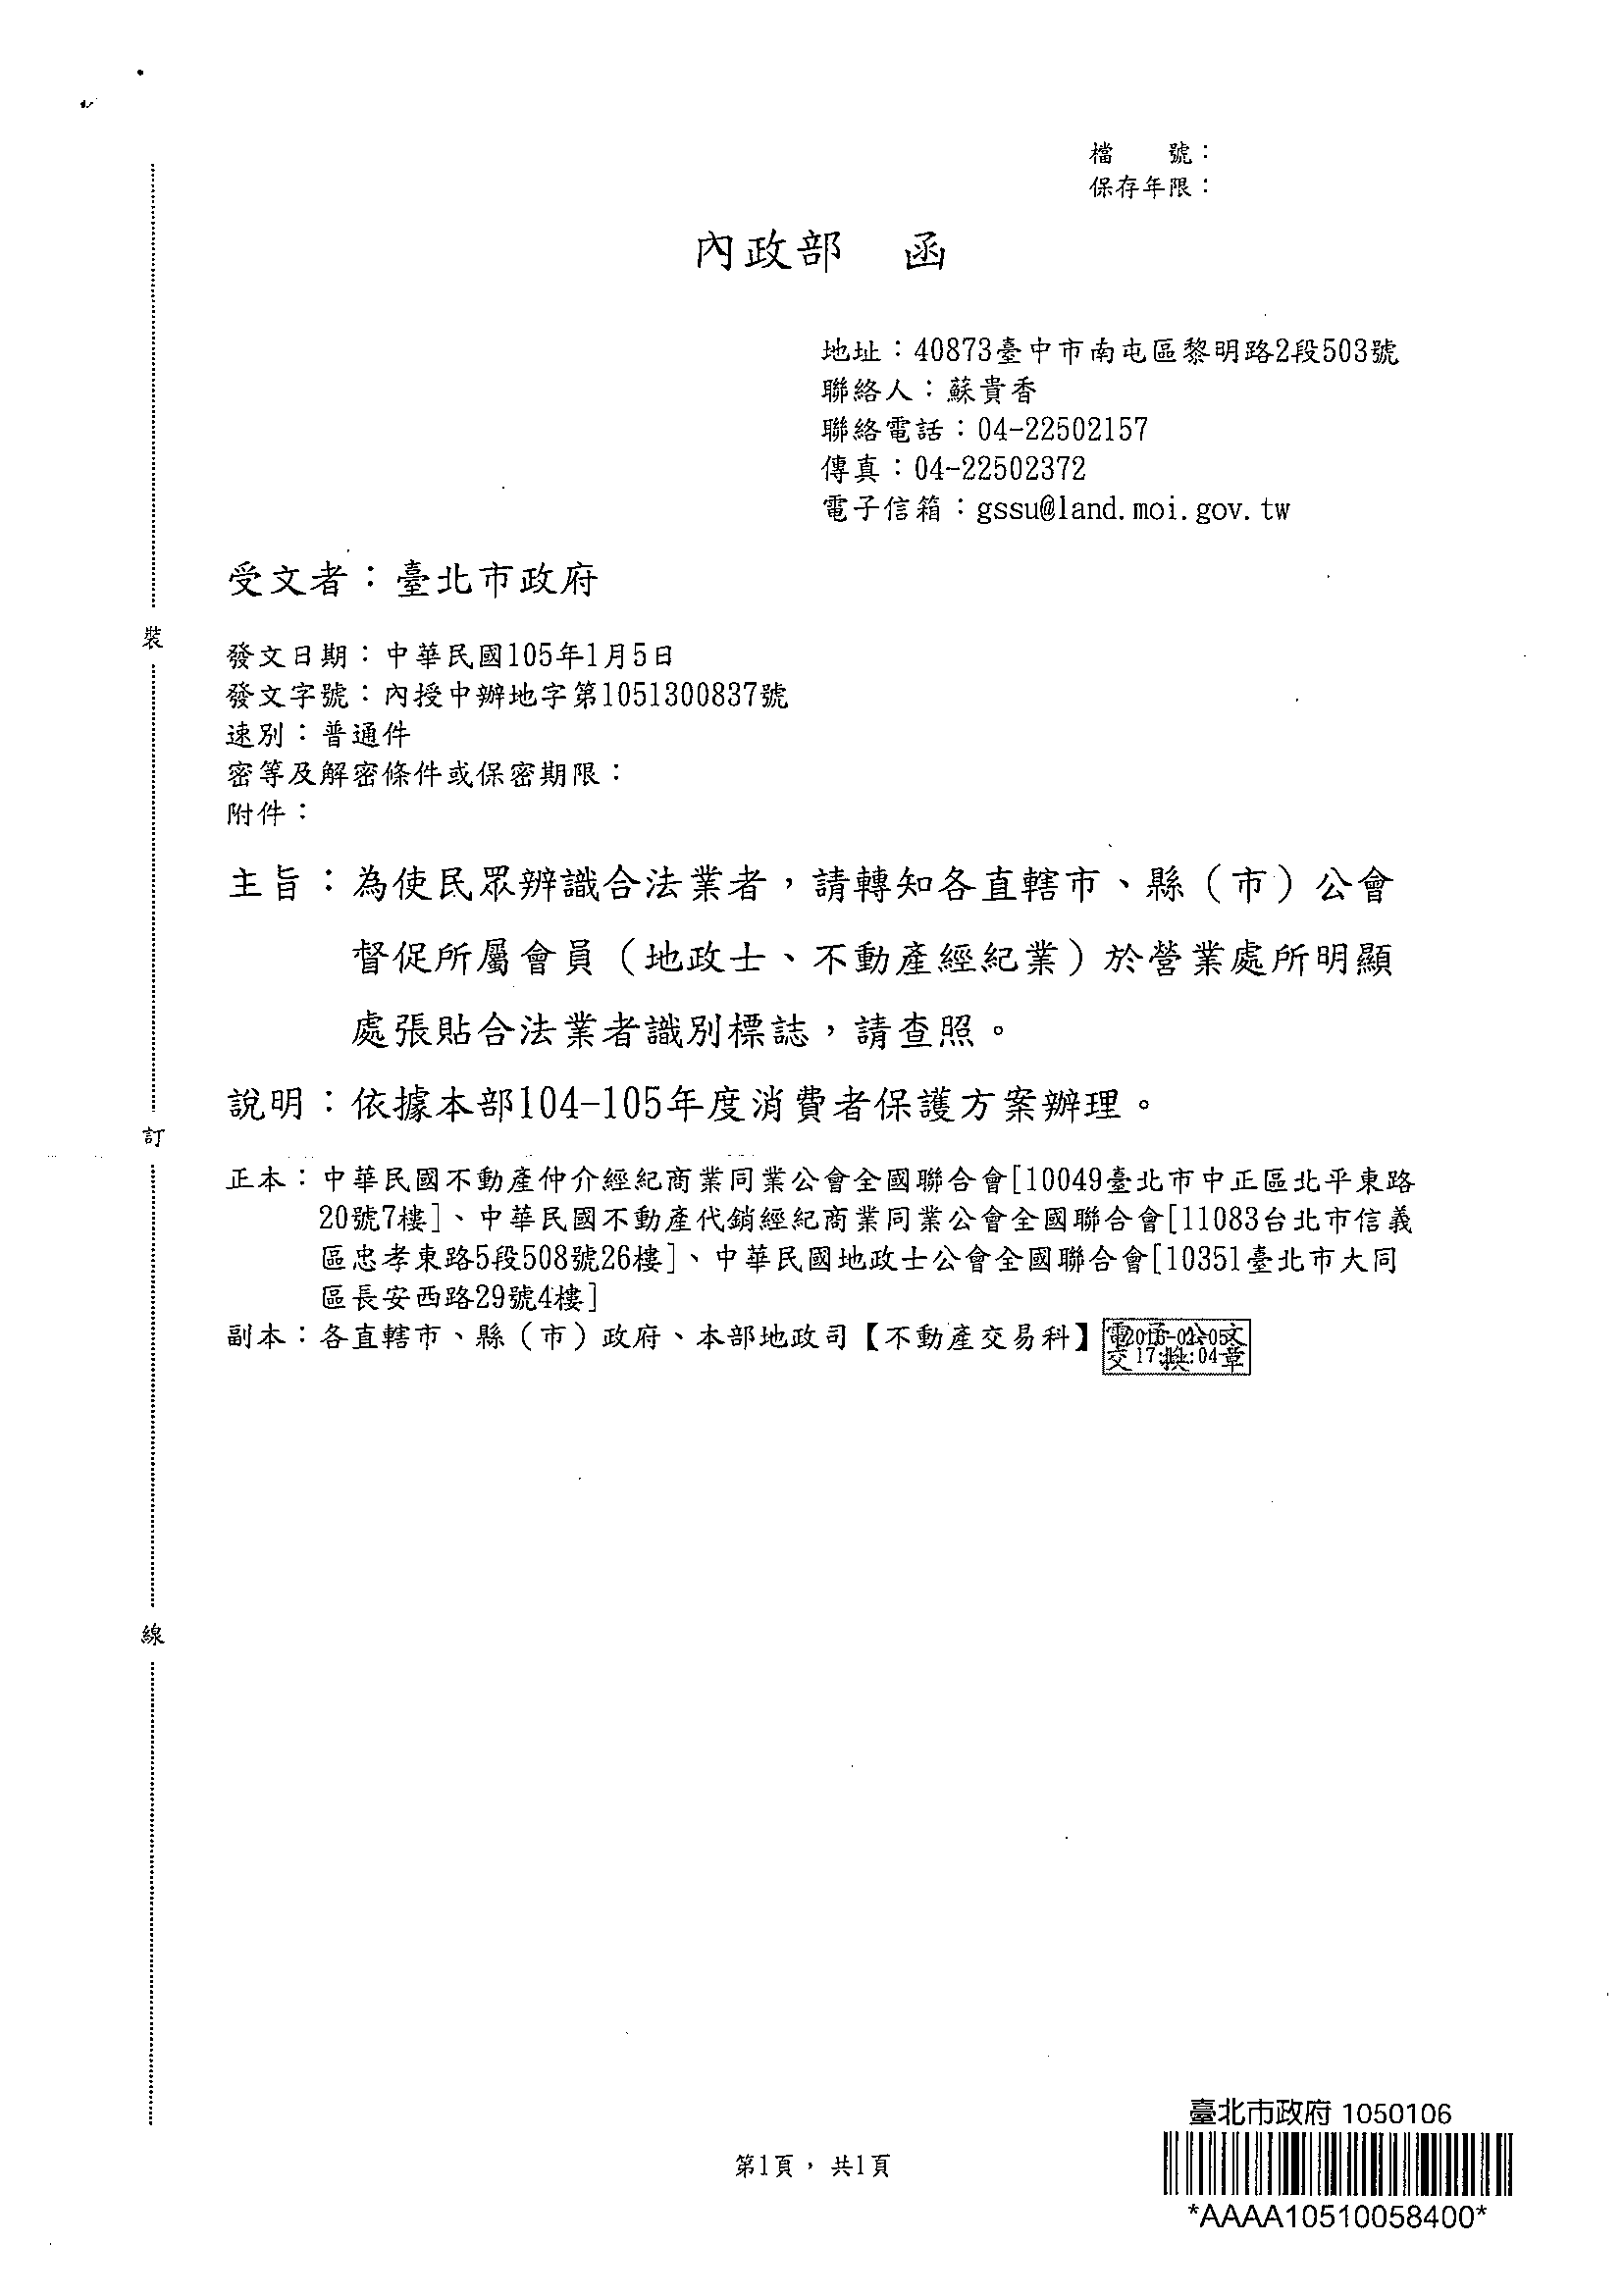 檔　　號：
保存年限：
內政部　函
地址：40873臺中市南屯區黎明路2段503號
聯絡人：蘇貴香
聯絡電話：04-22502157
傳真：04-22502372
電子信箱：gssu@land.moi.gov.tw
受文者：臺北市政府
發文日期：中華民國105年1月5日
發文字號：內授中辦地字第1051300837號
速別：普通件
密等及解密條件或保密期限：
附件：
主旨：為使民眾辨識合法業者，請轉知各直轄市、縣（市）公會
督促所屬會員（地政士、不動產經紀業）於營業處所明顯
處張貼合法業者識別標誌，請查照。
說明：依據本部104-105年度消費者保護方案辦理。
正本：中華民國不動產仲介經紀商業同業公會全國聯合會[10049臺北市中正區北平東路
20號7樓]、中華民國不動產代銷經紀商業同業公會全國聯合會[11083台北市信義
區忠孝東路5段508號26樓]、中華民國地政士公會全國聯合會[10351臺北市大同
區長安西路29號4樓]
副本：各直轄市、縣（市）政府、本部地政司【不動產交易科】
裝
訂
線
第1頁，共1頁
臺北市政府 1050106
*AAAA10510058400*